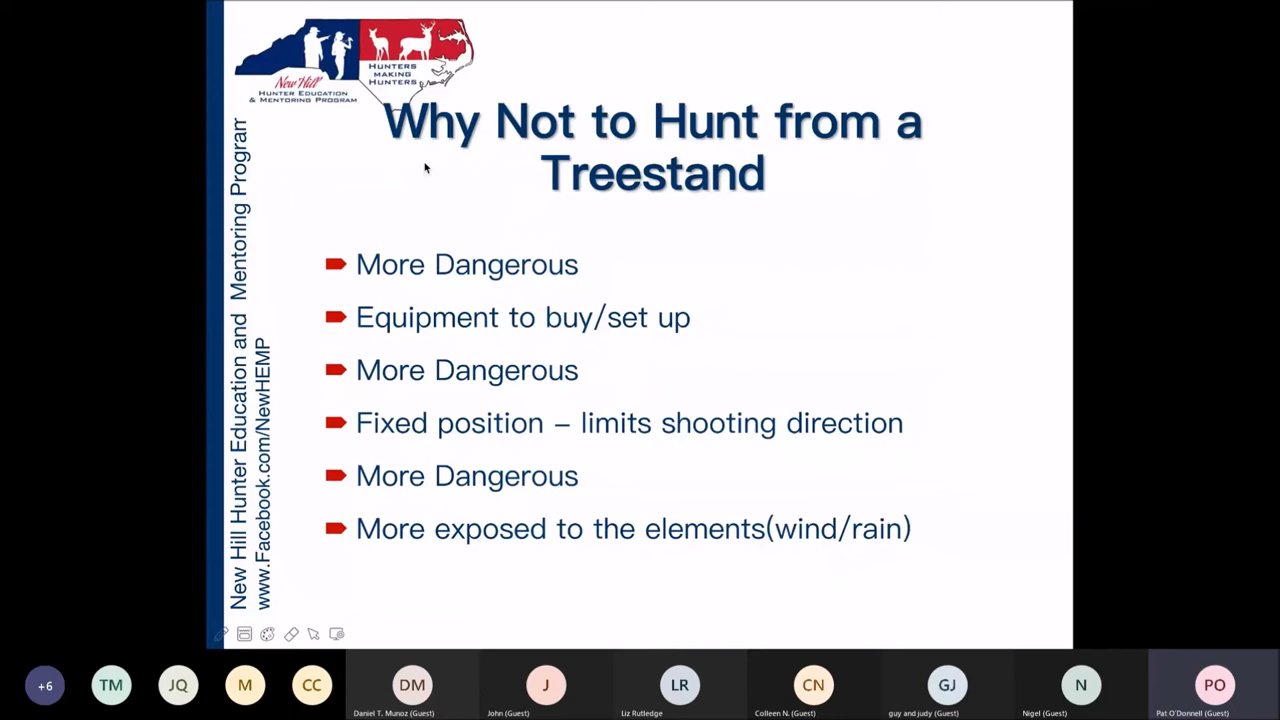 New Hill
HUNTER EDUCATION
& MENTORING PROGRAM
HUNTERS
MAKING
HUNTERS
New Hill Hunter Education and Mentoring Program
www.Facebook.com/NewHEMP
Why Not to Hunt from a
Treestand
More Dangerous
Equipment to buy/set up
More Dangerous
Fixed position – limits shooting direction
More Dangerous
More exposed to the elements(wind/rain)
+6
TM
JQ
M
CC
DM
Daniel T. Munoz (Guest)
J
John (Guest)
LR
Liz Rutledge
CN
Colleen N. (Guest)
GJ
guy and judy (Guest)
N
Nigel (Guest)
PO
Pat O'Donnell (Guest)